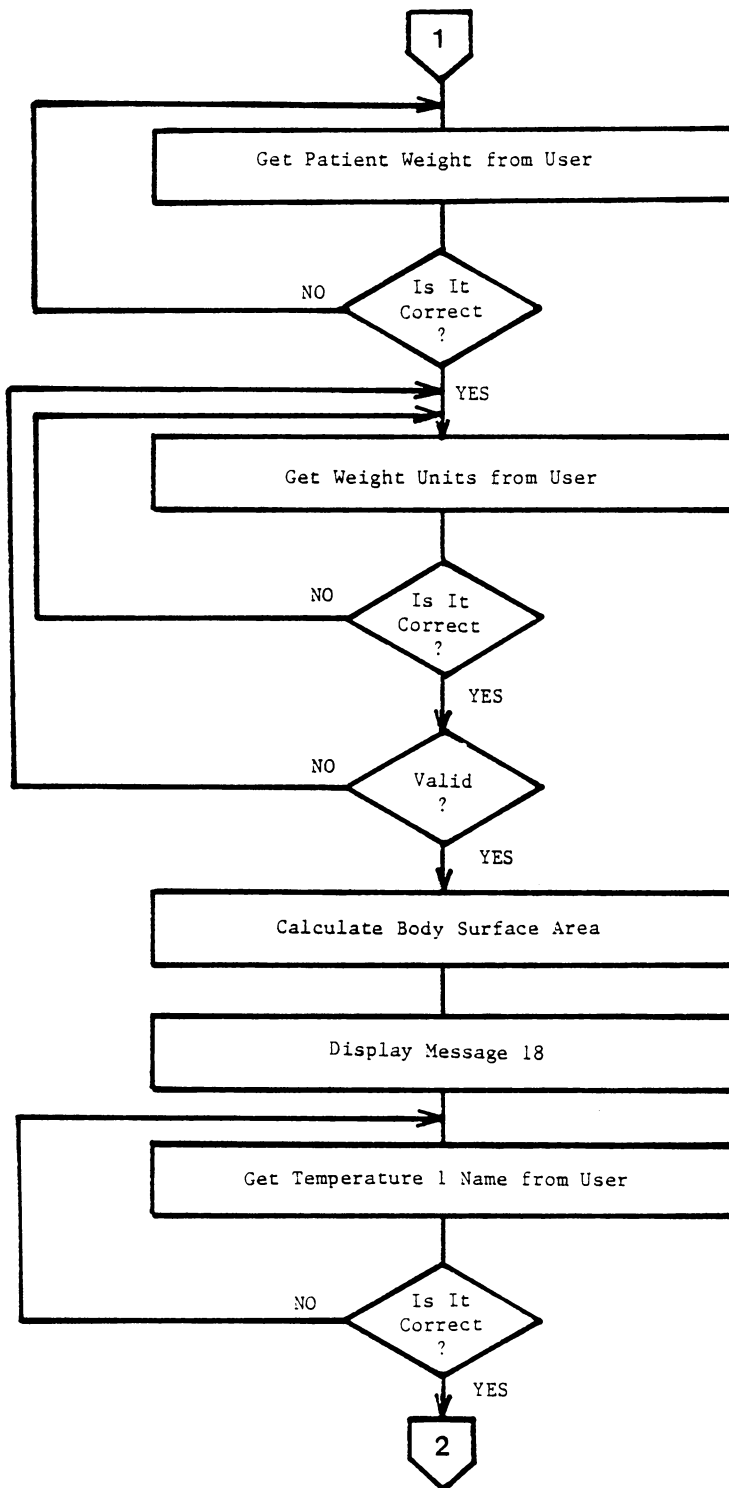 1
Get Patient Weight from User
Is It
Correct
?
NO
YES
Get Weight Units from User
Is It
Correct
?
NO
YES
Valid
?
NO
YES
Calculate Body Surface Area
Display Message 18
Get Temperature 1 Name from User
Is It
Correct
?
NO
YES
2